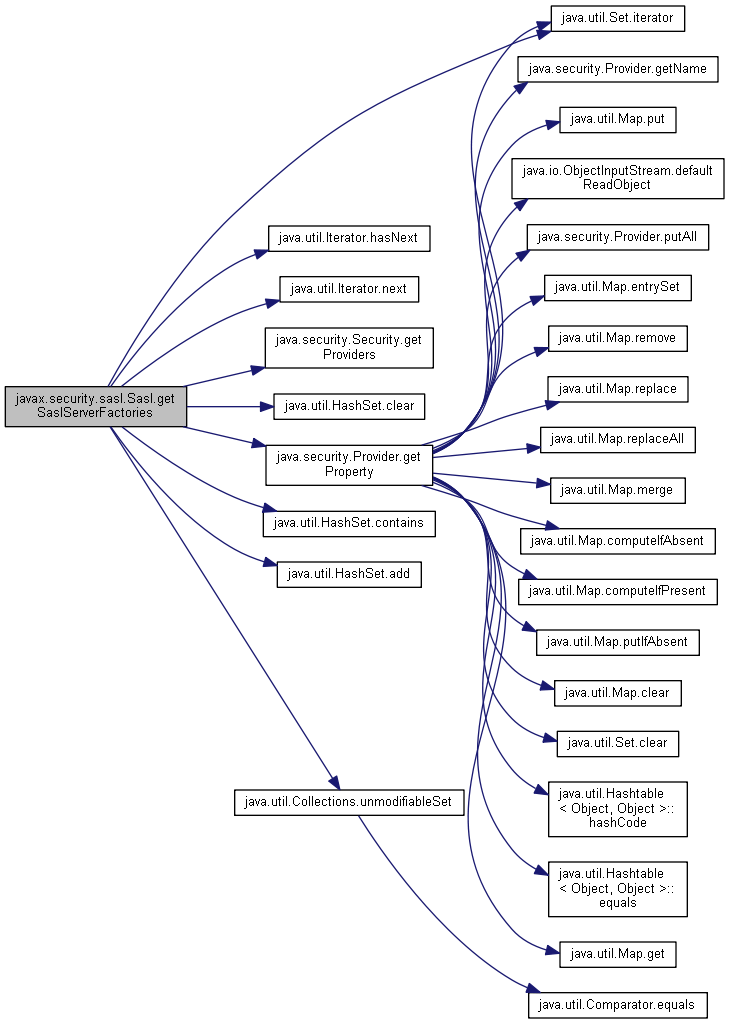 java.util.Set.iterator
java.security.Provider.getName
java.util.Map.put
java.io.ObjectInputStream.default
ReadObject
java.security.Provider.putAll
java.util.Iterator.hasNext
java.util.Iterator.next
java.util.Map.entrySet
java.security.Security.get
Providers
java.util.Map.remove
javax.security.sasl.Sasl.get
SaslServerFactories
java.util.HashSet.clear
java.util.Map.replace
java.security.Provider.get
Property
java.util.Map.replaceAll
java.util.Map.merge
java.util.HashSet.contains
java.util.Map.computeIfAbsent
java.util.HashSet.add
java.util.Map.computeIfPresent
java.util.Map.putIfAbsent
java.util.Map.clear
java.util.Set.clear
java.util.Collections.unmodifiableSet
java.util.Hashtable
< Object, Object >::
hashCode
java.util.Hashtable
< Object, Object >::
equals
java.util.Map.get
java.util.Comparator.equals